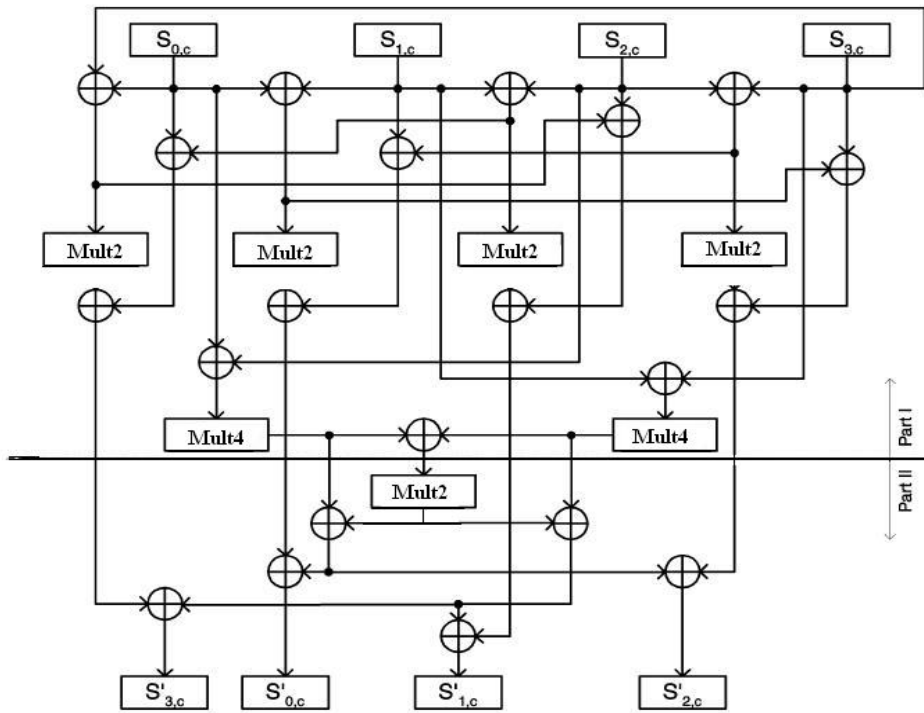 S0,c
S1,c
S2,c
S3,c
Mult2
Mult2
Mult2
Mult2
Mult4
Mult4
Part I
Mult2
Part II
S'3,c
S'0,c
S'1,c
S'2,c